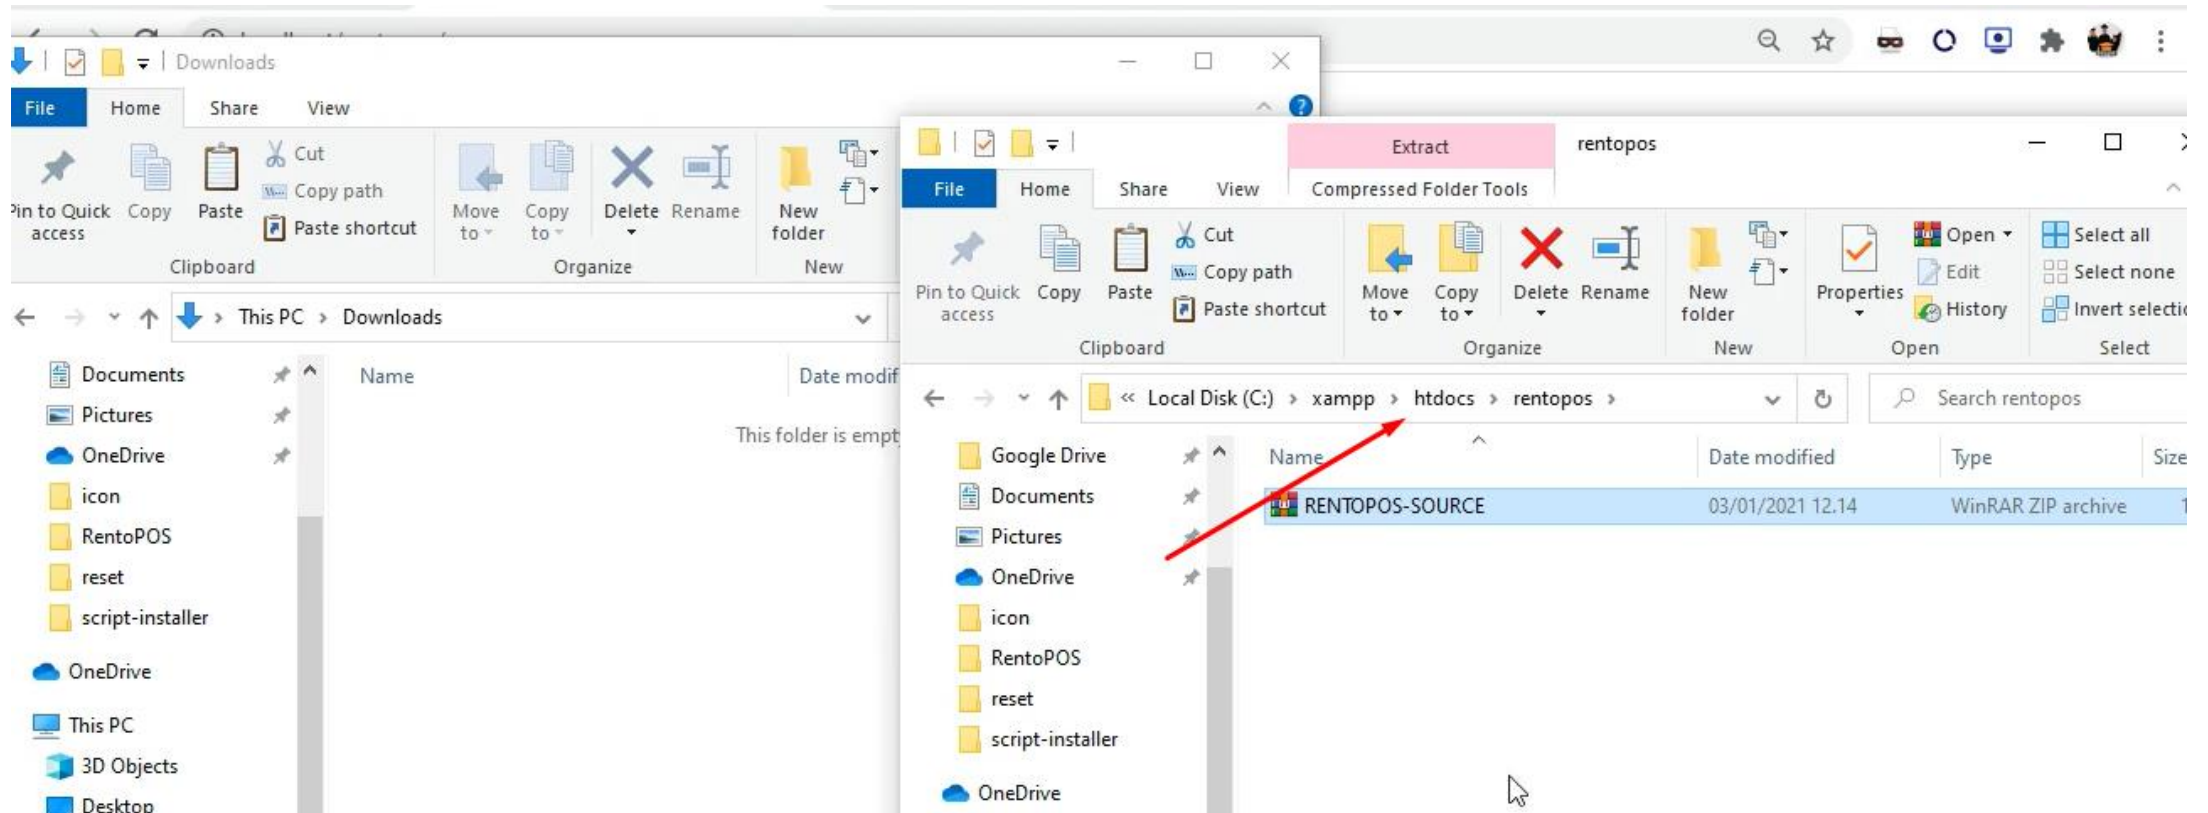 Downloads
File Home Share View
Pin to Quick access
Copy
Paste
Cut
Copy path
Paste shortcut
Move to
Copy to
Delete
Rename
New folder
Clipboard
Organize
New
This PC > Downloads
Name
Date modif
This folder is empt
Documents
Pictures
OneDrive
icon
RentoPOS
reset
script-installer
OneDrive
This PC
3D Objects
Desktop
Extract
rentopos
File Home Share View Compressed Folder Tools
Pin to Quick access
Copy
Paste
Cut
Copy path
Paste shortcut
Move to
Copy to
Delete
Rename
New folder
Properties
Open
Edit
History
Select all
Select none
Invert selectio
Clipboard
Organize
New
Open
Select
« Local Disk (C:) > xampp > htdocs > rentopos >
Search rentopos
Name
Date modified
Type
Size
RENTOPOS-SOURCE 03/01/2021 12.14 WinRAR ZIP archive 1
Google Drive
Documents
Pictures
OneDrive
icon
RentoPOS
reset
script-installer
OneDrive